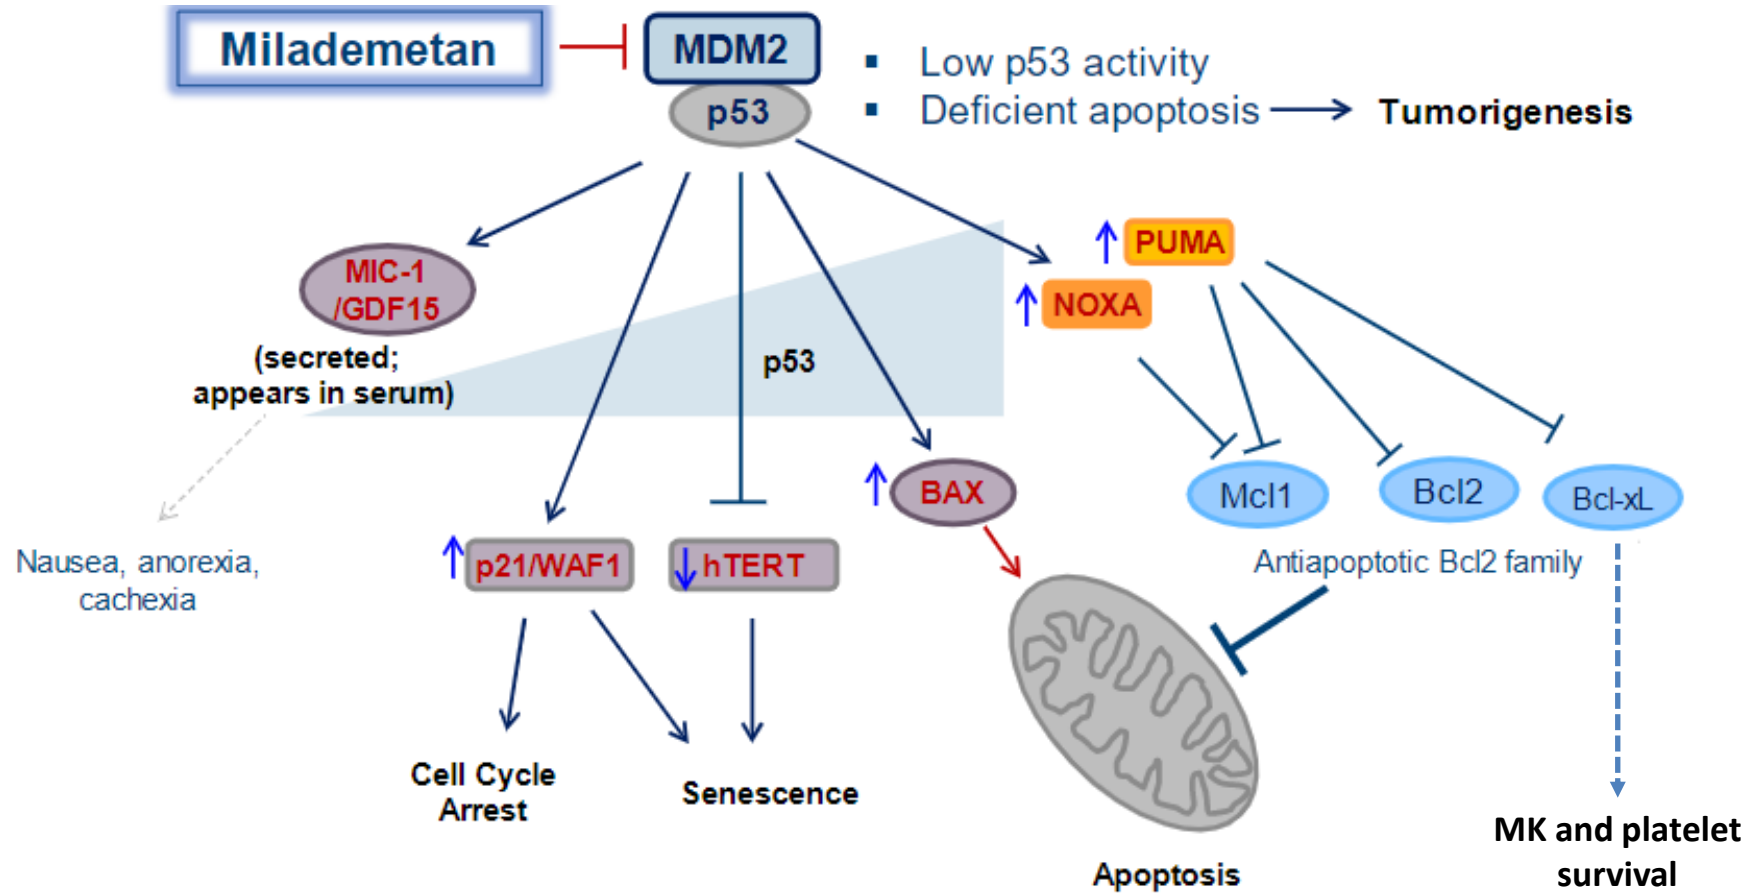 Milademetan
MDM2
p53
▪ Low p53 activity
▪ Deficient apoptosis
Tumorigenesis
MIC-1
/GDF15
(secreted;
appears in serum)
Nausea, anorexia,
cachexia
p53
PUMA
NOXA
BAX
Mcl1
Bcl2
Bcl-xL
Antiapoptotic Bcl2 family
p21/WAF1
hTERT
Cell Cycle
Arrest
Senescence
Apoptosis
MK and platelet
survival